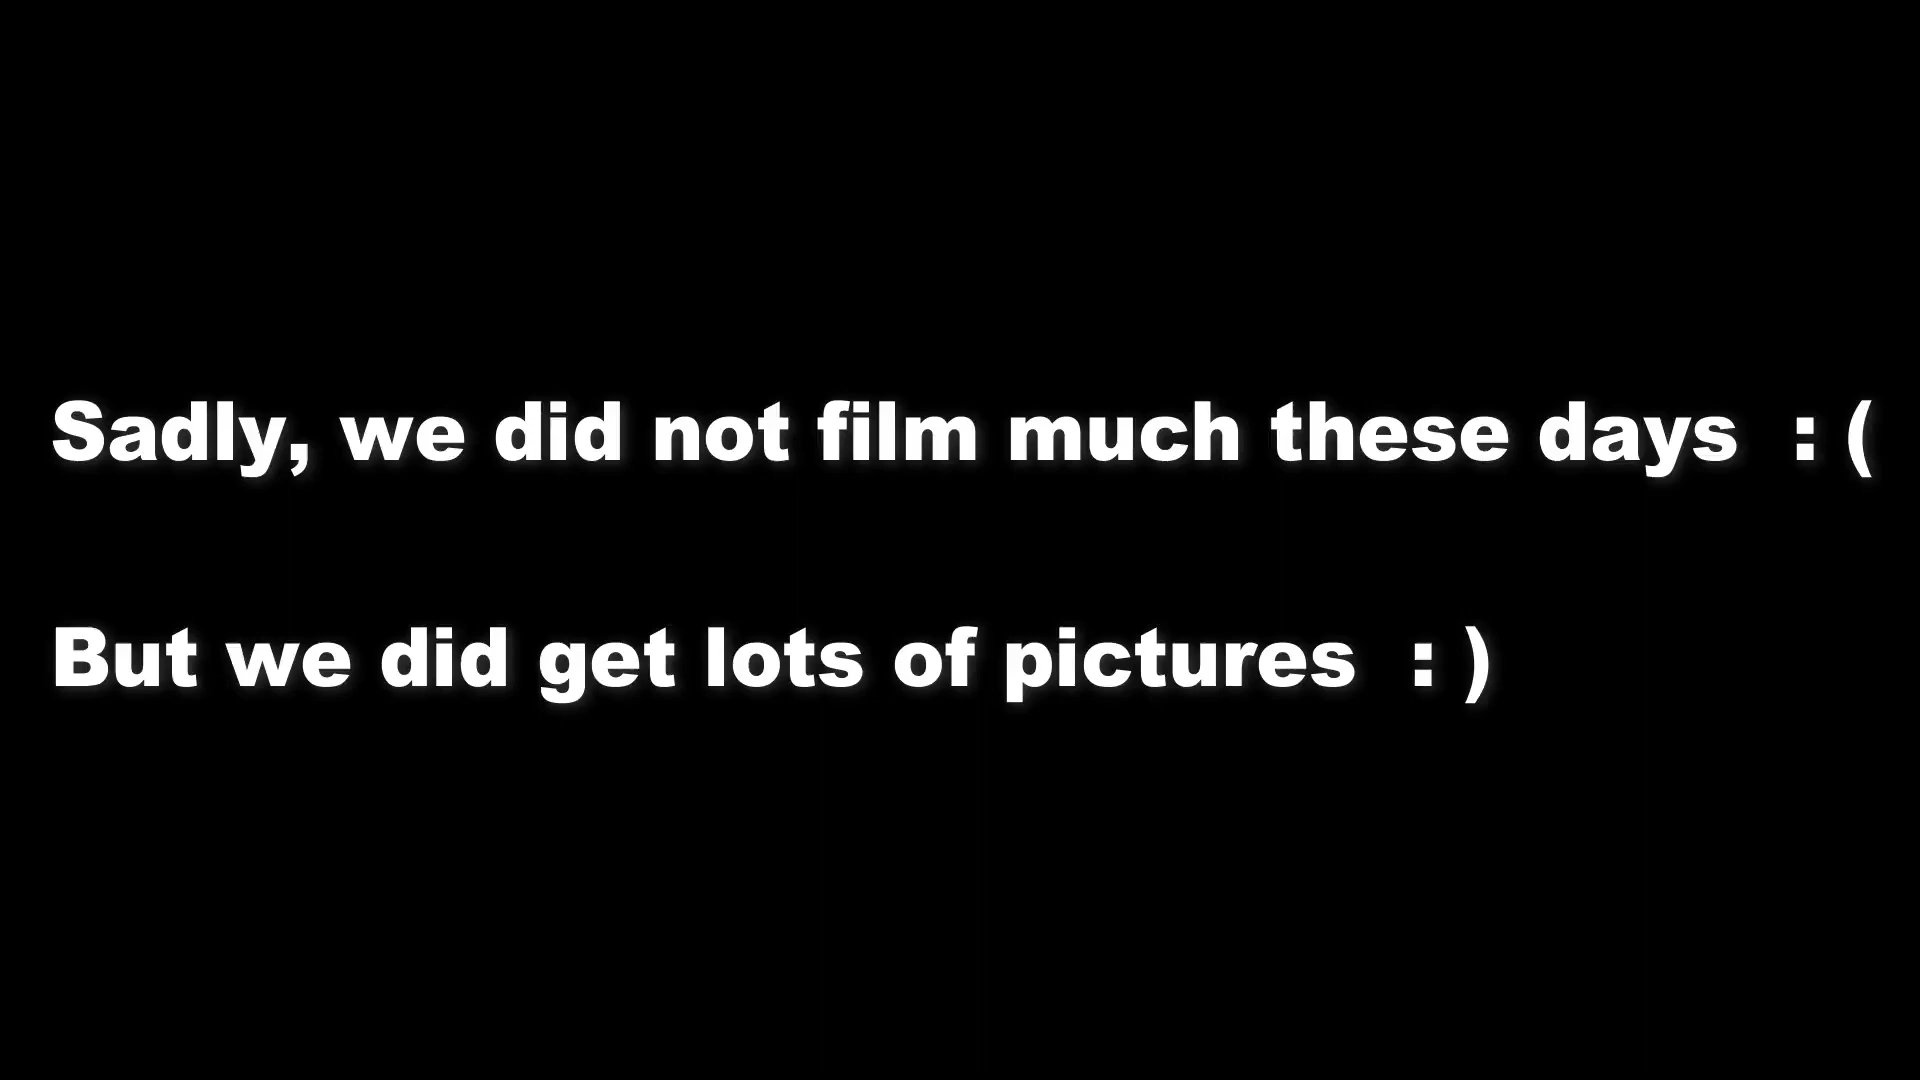 Sadly, we did not film much these days  : (
But we did get lots of pictures  : )